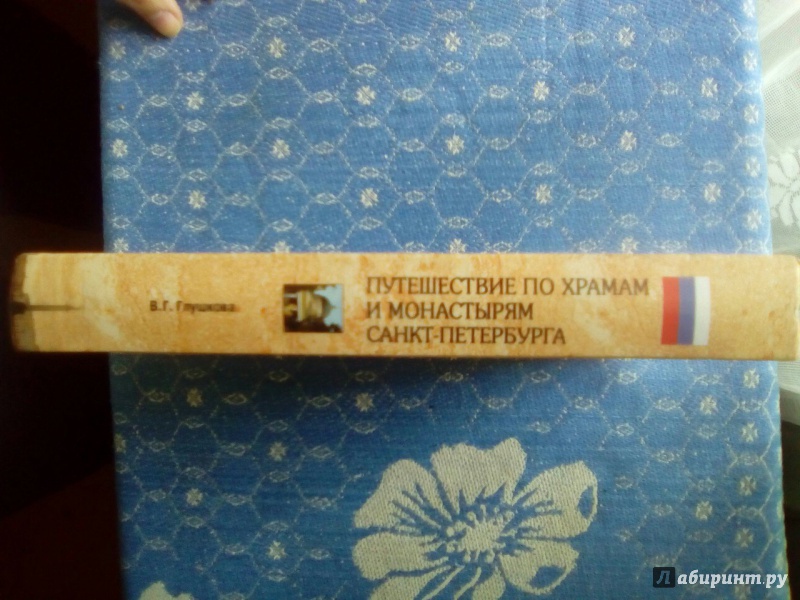 В.Г. Глушкова
ПУТЕШЕСТВИЕ ПО ХРАМАМ
И МОНАСТЫРЯМ
САНКТ-ПЕТЕРБУРГА
Лабиринт.ру